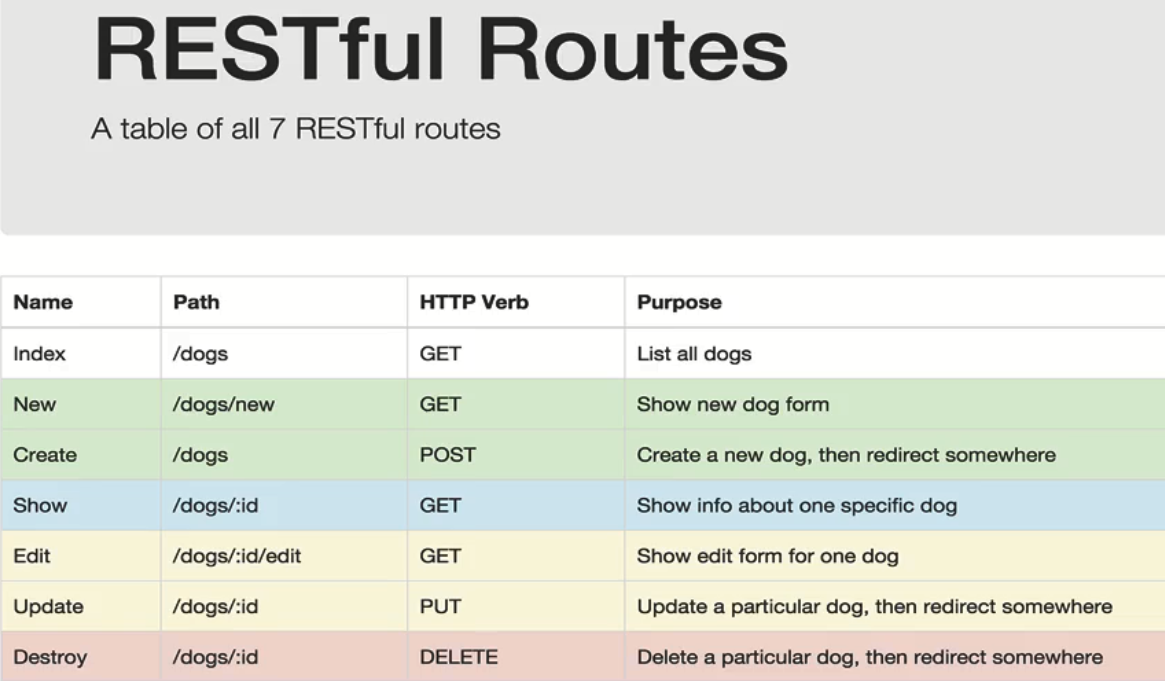 RESTful Routes
A table of all 7 RESTful routes
Name Path HTTP Verb Purpose
Index /dogs GET List all dogs
New /dogs/new GET Show new dog form
Create /dogs POST Create a new dog, then redirect somewhere
Show /dogs/:id GET Show info about one specific dog
Edit /dogs/:id/edit GET Show edit form for one dog
Update /dogs/:id PUT Update a particular dog, then redirect somewhere
Destroy /dogs/:id DELETE Delete a particular dog, then redirect somewhere